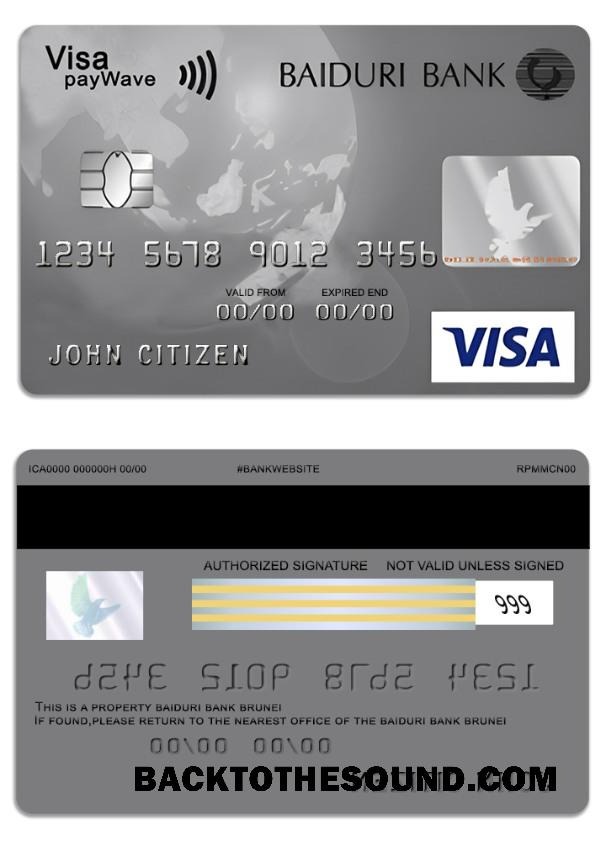 Visa
payWave
BAIDURI BANK
1234 5678 9012 3456
VALID FROM EXPIRED END
00/00 00/00
JOHN CITIZEN
VISA
ICA0000 000000H 00/00 #BANKWEBSITE RPMMCN00
AUTHORIZED SIGNATURE NOT VALID UNLESS SIGNED
999
THIS IS A PROPERTY BAIDURI BANK BRUNEI
IF FOUND,PLEASE RETURN TO THE NEAREST OFFICE OF THE BAIDURI BANK BRUNEI
00/00 00/00
BACKTOTHESOUND.COM